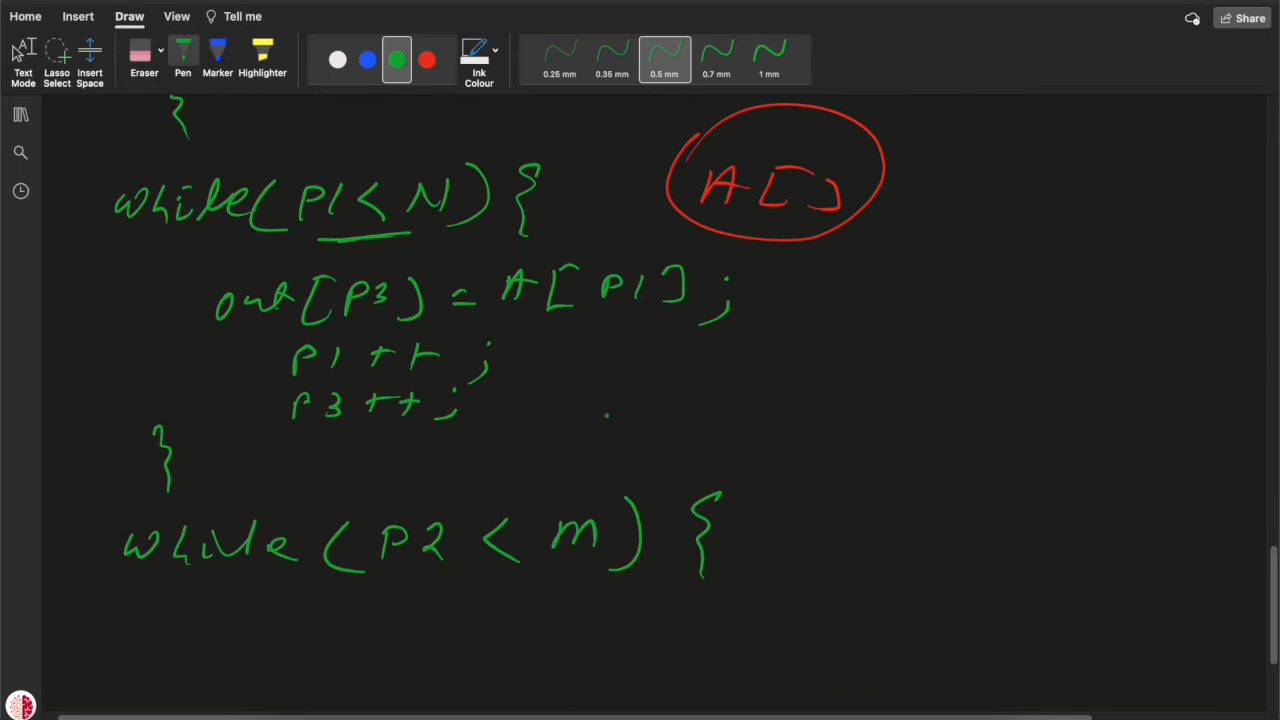 Home Insert Draw View Tell me
Share
Text Mode Lasso Select Insert Space Eraser Pen Marker Highlighter Ink Colour 0.25 mm 0.35 mm 0.5 mm 0.7 mm 1 mm
}
while(P1 < N) {
A[]
out[P3] = A[P1];
P1++;
P3++;
}
while(P2 < m) {